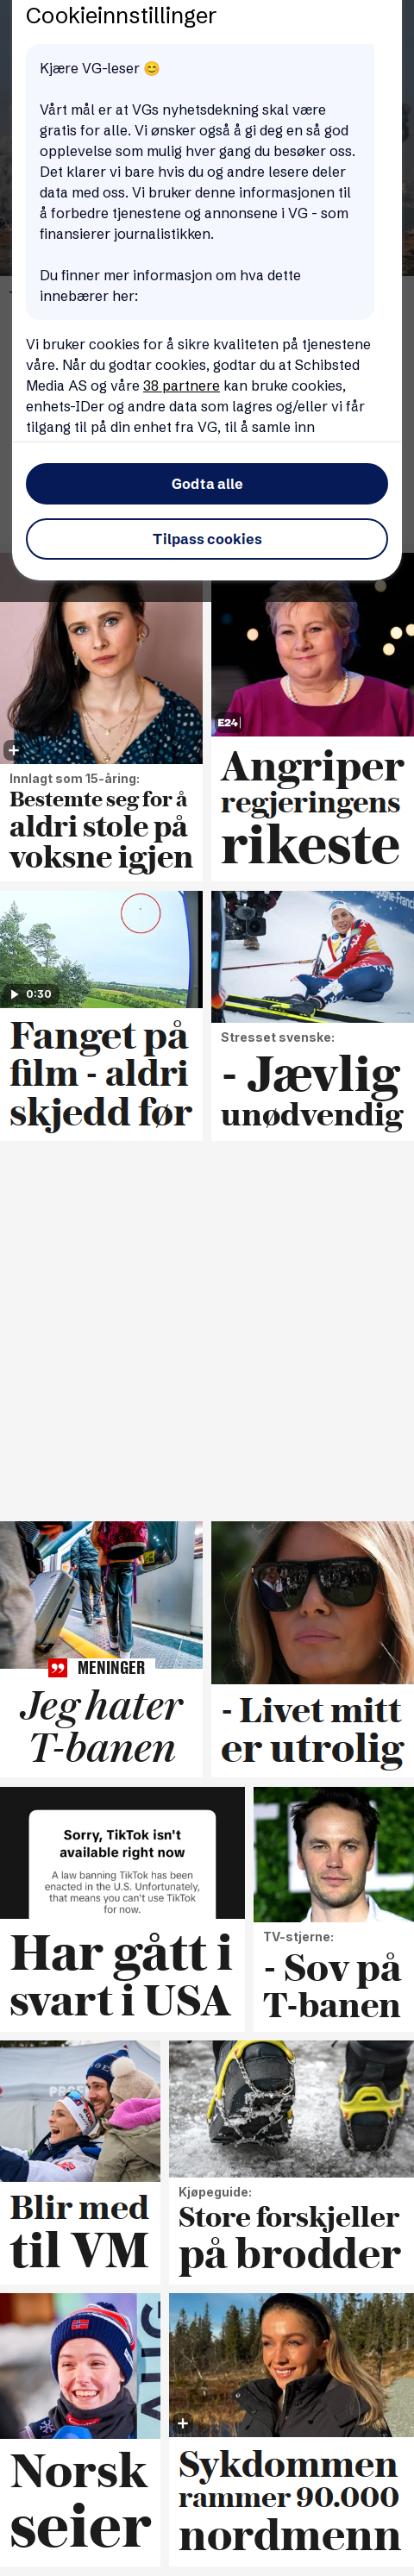 Cookieinnstillinger
Kjære VG-leser 😊
Vårt mål er at VGs nyhetsdekning skal være
gratis for alle. Vi ønsker også å gi deg en så god
opplevelse som mulig hver gang du besøker oss.
Det klarer vi bare hvis du og andre lesere deler
data med oss. Vi bruker denne informasjonen til
å forbedre tjenestene og annonsene i VG - som
finansierer journalistikken.
Du finner mer informasjon om hva dette
innebærer her:
Vi bruker cookies for å sikre kvaliteten på tjenestene
våre. Når du godtar cookies, godtar du at Schibsted
Media AS og våre 38 partnere kan bruke cookies,
enhets-IDer og andre data som lagres og/eller vi får
tilgang til på din enhet fra VG, til å samle inn
Godta alle
Tilpass cookies
Innlagt som 15-åring:
Bestemte seg for å
aldri stole på
voksne igjen
E24
Angriper
regjeringens
rikeste
0:30
Fanget på
film - aldri
skjedd før
Stresset svenske:
- Jævlig
unødvendig
MENINGER
Jeg hater
T-banen
- Livet mitt
er utrolig
Sorry, TikTok isn't
available right now
A law banning TikTok has been
enacted in the U.S. Unfortunately,
that means you can't use TikTok
for now.
Har gått i
svart i USA
TV-stjerne:
- Sov på
T-banen
Blir med
til VM
Kjøpeguide:
Store forskjeller
på brodder
Norsk
seier
Sykdommen
rammer 90.000
nordmenn